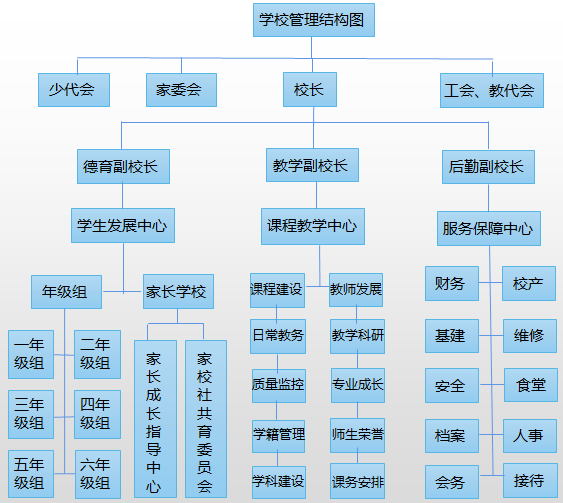 学校管理结构图
少代会
家委会
校长
工会、教代会
德育副校长
教学副校长
后勤副校长
学生发展中心
课程教学中心
服务保障中心
年级组
家长学校
课程建设
教师发展
财务
校产
一年
级组
二年
级组
三年
级组
四年
级组
五年
级组
六年
级组
家长成长指导中心
家校社共育委员会
日常教务
教学科研
质量监控
专业成长
学籍管理
师生荣誉
学科建设
课务安排
基建
维修
安全
食堂
档案
人事
会务
接待